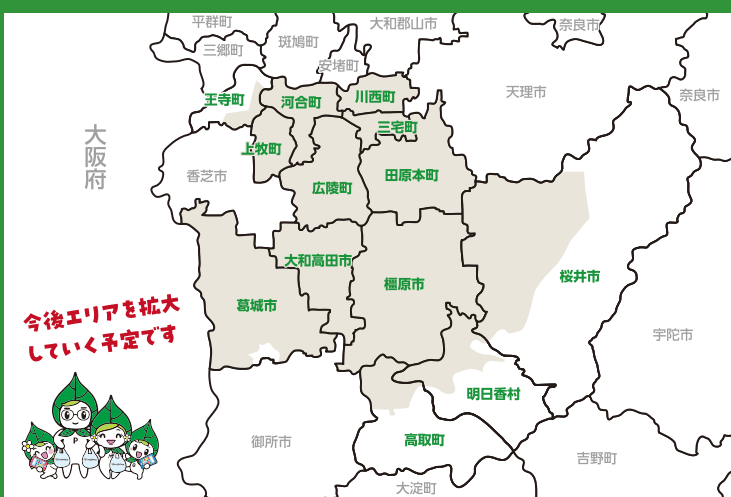 平群町
大和郡山市
奈良市
斑鳩町
三郷町
安堵町
天理市
奈良市
王寺町
河合町
川西町
三宅町
大阪府
上牧町
香芝市
田原本町
広陵町
大和高田市
橿原市
桜井市
葛城市
今後エリアを拡大
していく予定です
宇陀市
明日香村
御所市
高取町
吉野町
大淀町
P